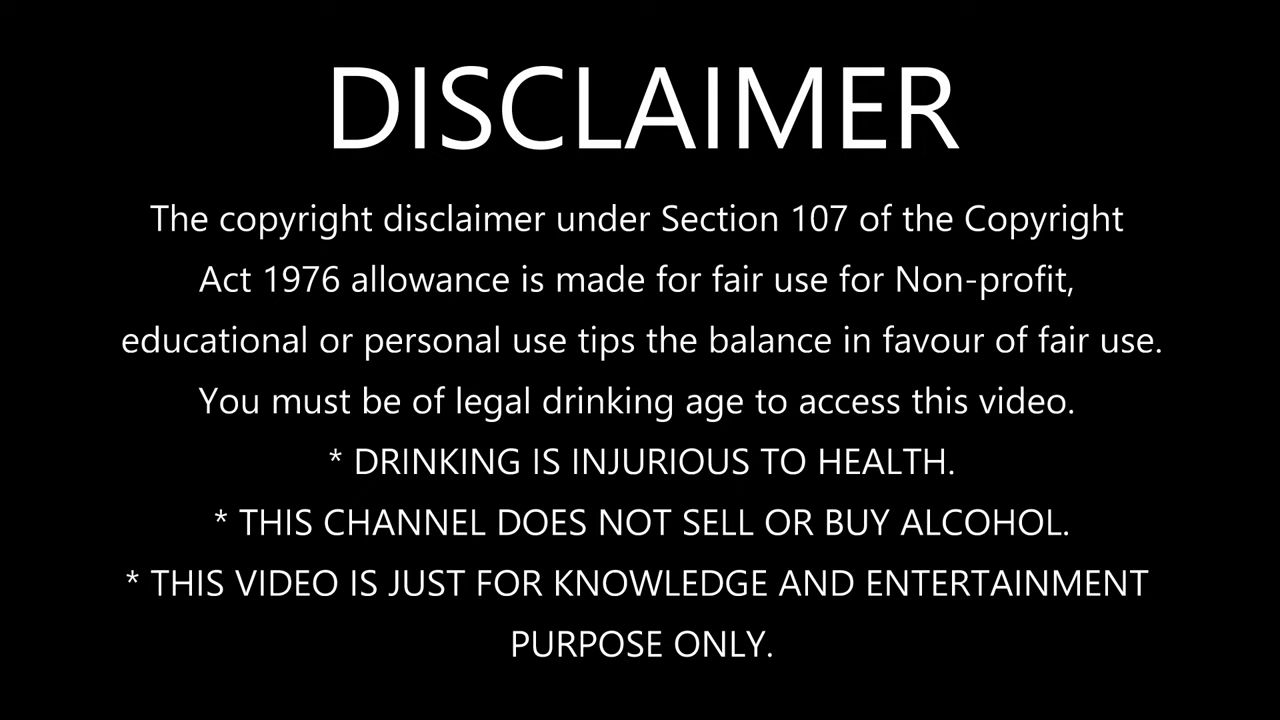 DISCLAIMER
The copyright disclaimer under Section 107 of the Copyright
Act 1976 allowance is made for fair use for Non-profit,
educational or personal use tips the balance in favour of fair use.
You must be of legal drinking age to access this video.
* DRINKING IS INJURIOUS TO HEALTH.
* THIS CHANNEL DOES NOT SELL OR BUY ALCOHOL.
* THIS VIDEO IS JUST FOR KNOWLEDGE AND ENTERTAINMENT
PURPOSE ONLY.